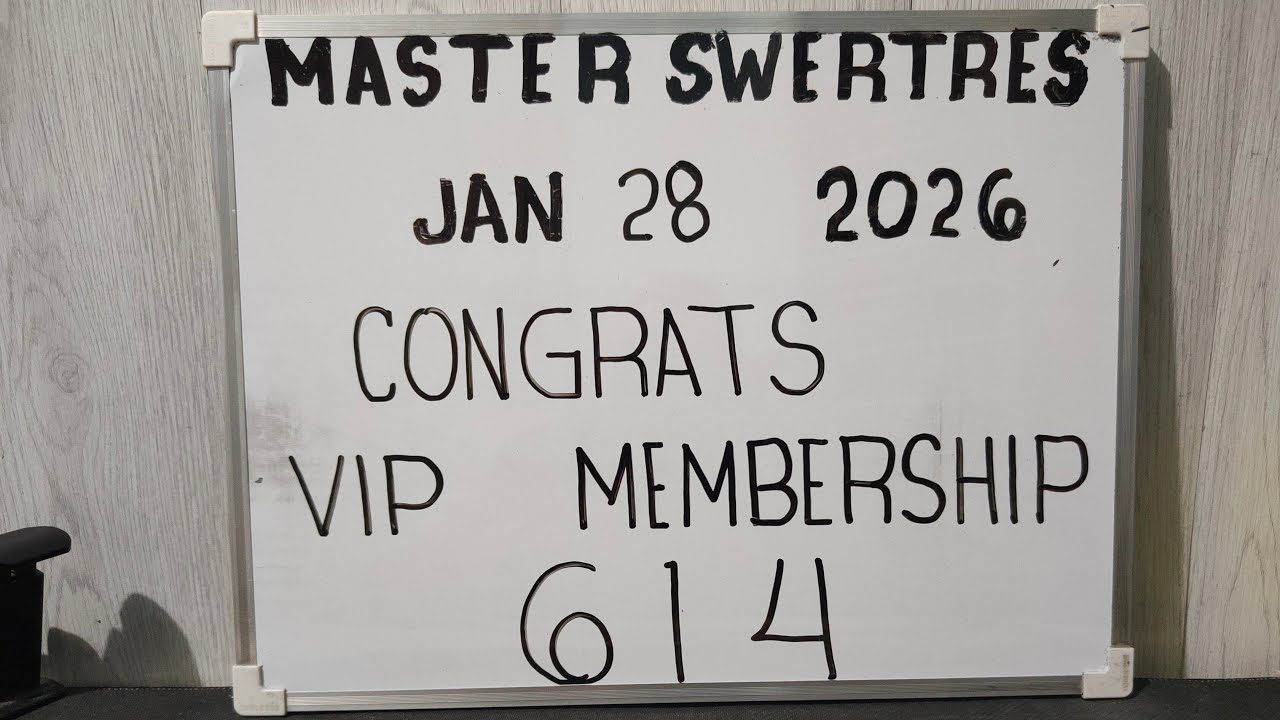 MASTER SWERTRES
JAN 28 2026
CONGRATS
VIP MEMBERSHIP
614